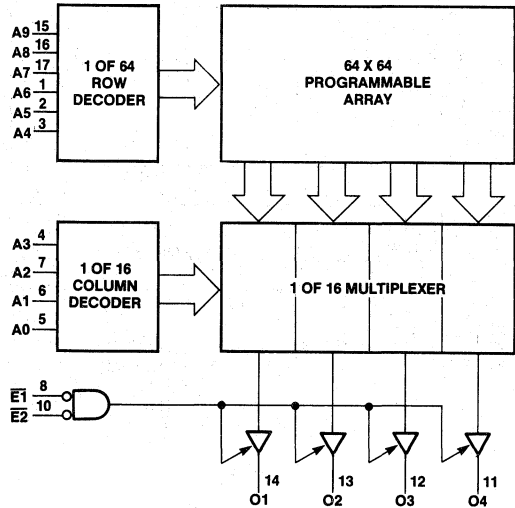 A9 15
A8 16
A7 17
A6 1
A5 2
A4 3
1 OF 64
ROW
DECODER
64 X 64
PROGRAMMABLE
ARRAY
A3 4
A2 7
A1 6
A0 5
1 OF 16
COLUMN
DECODER
1 OF 16 MULTIPLEXER
E1 8
E2 10
14 13 12 11
O1 O2 O3 O4